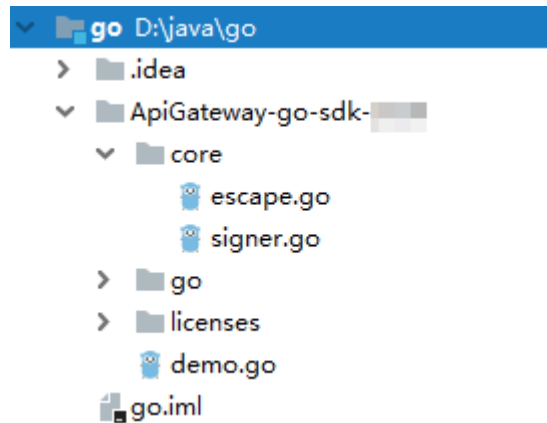 go D:\java\go
.idea
ApiGateway-go-sdk-
core
escape.go
signer.go
go
licenses
demo.go
go.iml